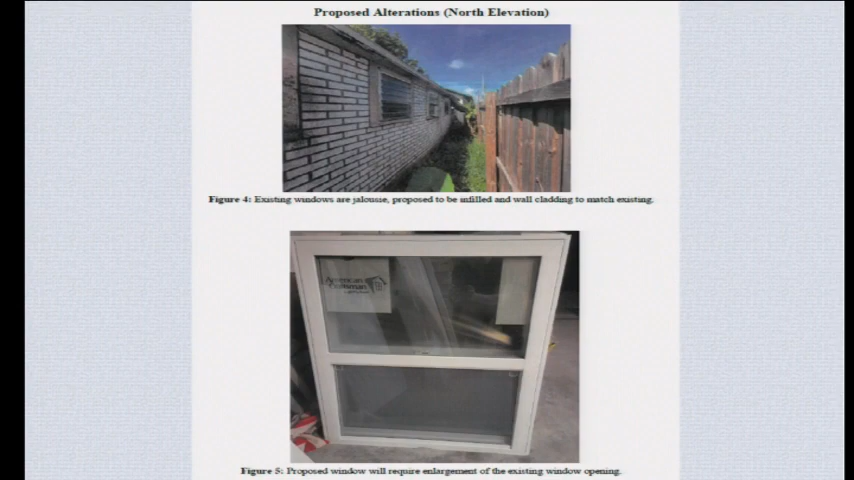 Proposed Alterations (North Elevation)
Figure 4: Existing windows are jalousie, proposed to be infilled and wall cladding to match existing.
American
Craftsman
Figure 5: Proposed window will require enlargement of the existing window opening.